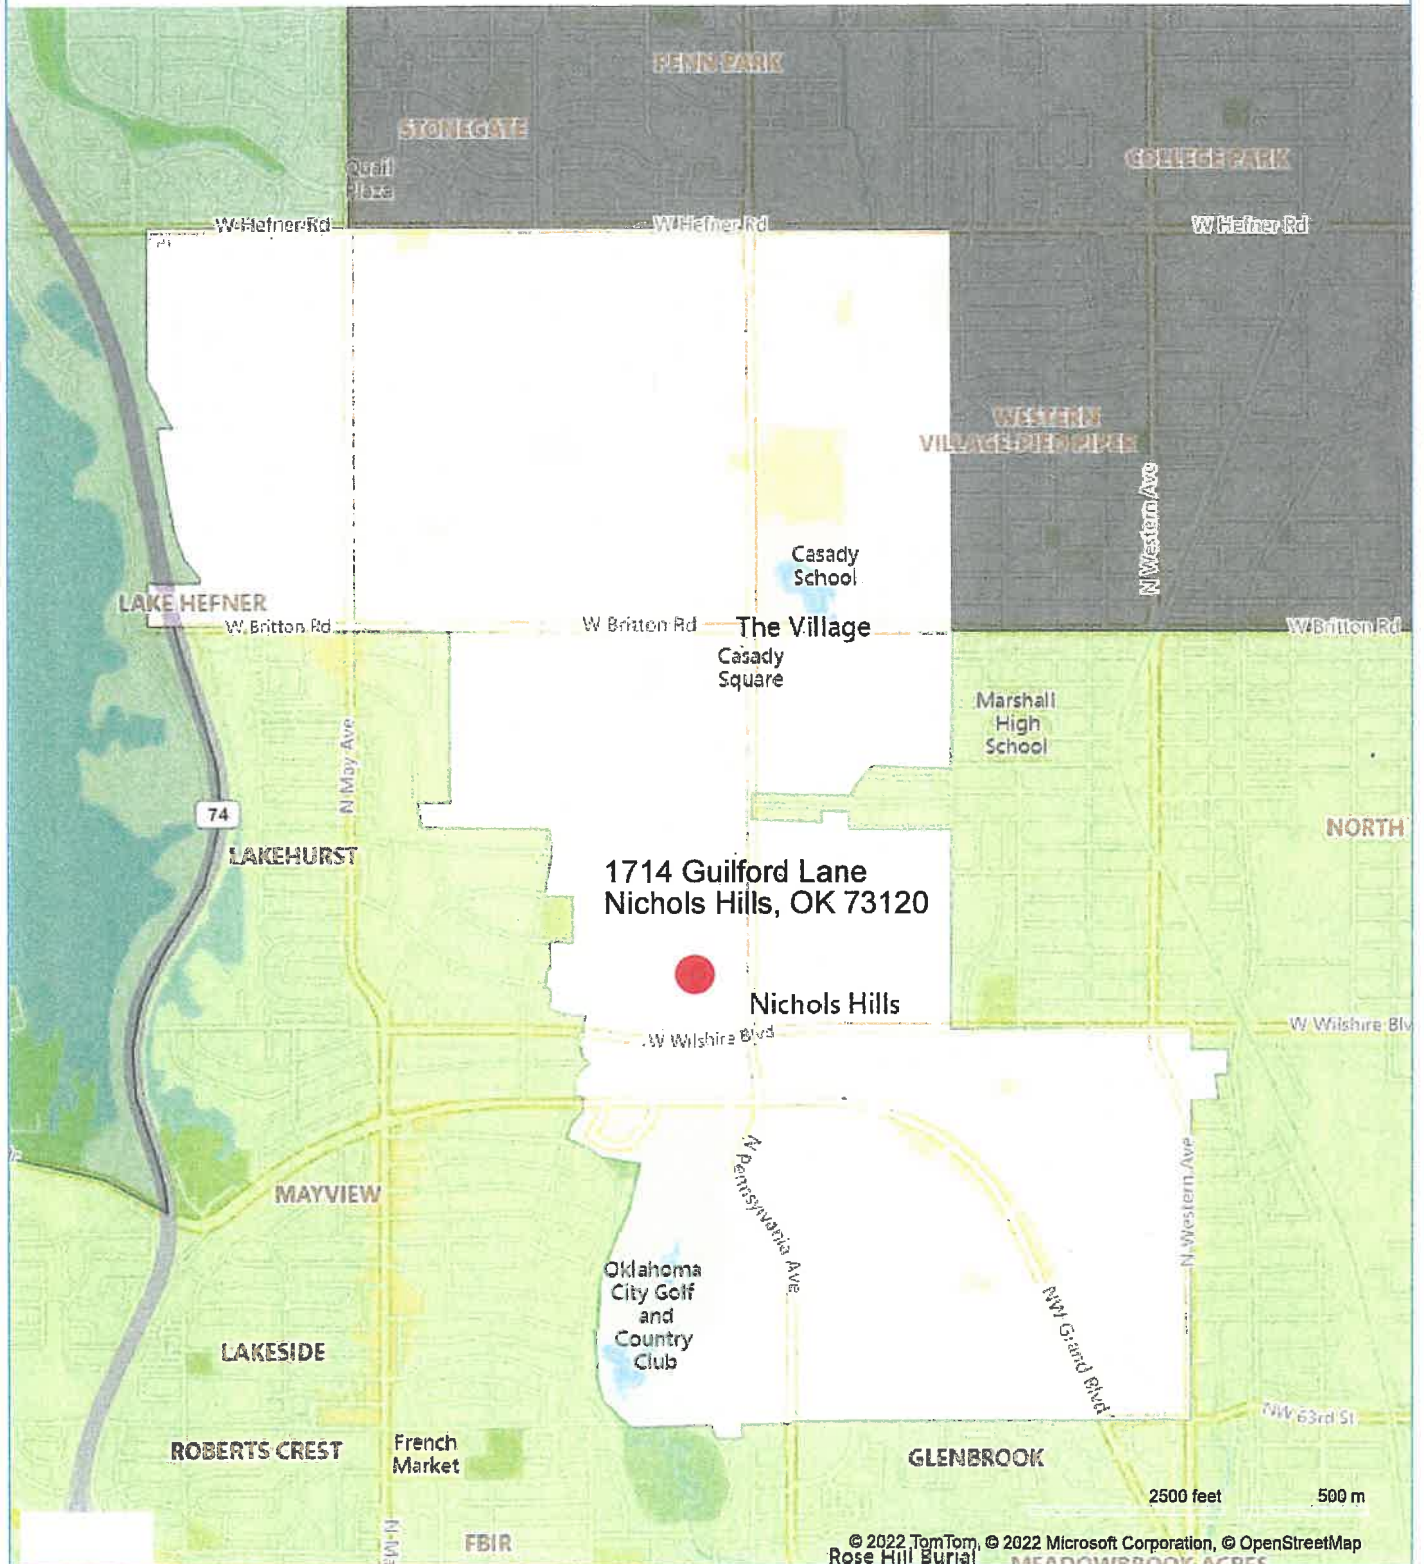 PENN PARK
STONEGATE
COLLEGE PARK
Quail
Plaza
W Hefner Rd
W Hefner Rd
W Hefner Rd
WESTERN
VILLAGE PIED PIPER
N Western Ave
Casady
School
LAKE HEFNER
W Britton Rd
W Britton Rd
The Village
W Britton Rd
Casady
Square
Marshall
High
School
N May Ave
74
NORTH
LAKEHURST
1714 Guilford Lane
Nichols Hills, OK 73120
Nichols Hills
W Wilshire Blvd
W Wilshire Blv
N Pennsylvania Ave
N Western Ave
MAYVIEW
Oklahoma
City Golf
and
Country
Club
NW Grand Blvd
LAKESIDE
NW 63rd St
ROBERTS CREST
French
Market
GLENBROOK
2500 feet
500 m
N Ma
FBIR
© 2022 TomTom, © 2022 Microsoft Corporation, © OpenStreetMap
Rose Hill Burial
MEADOWBROOK ACRES